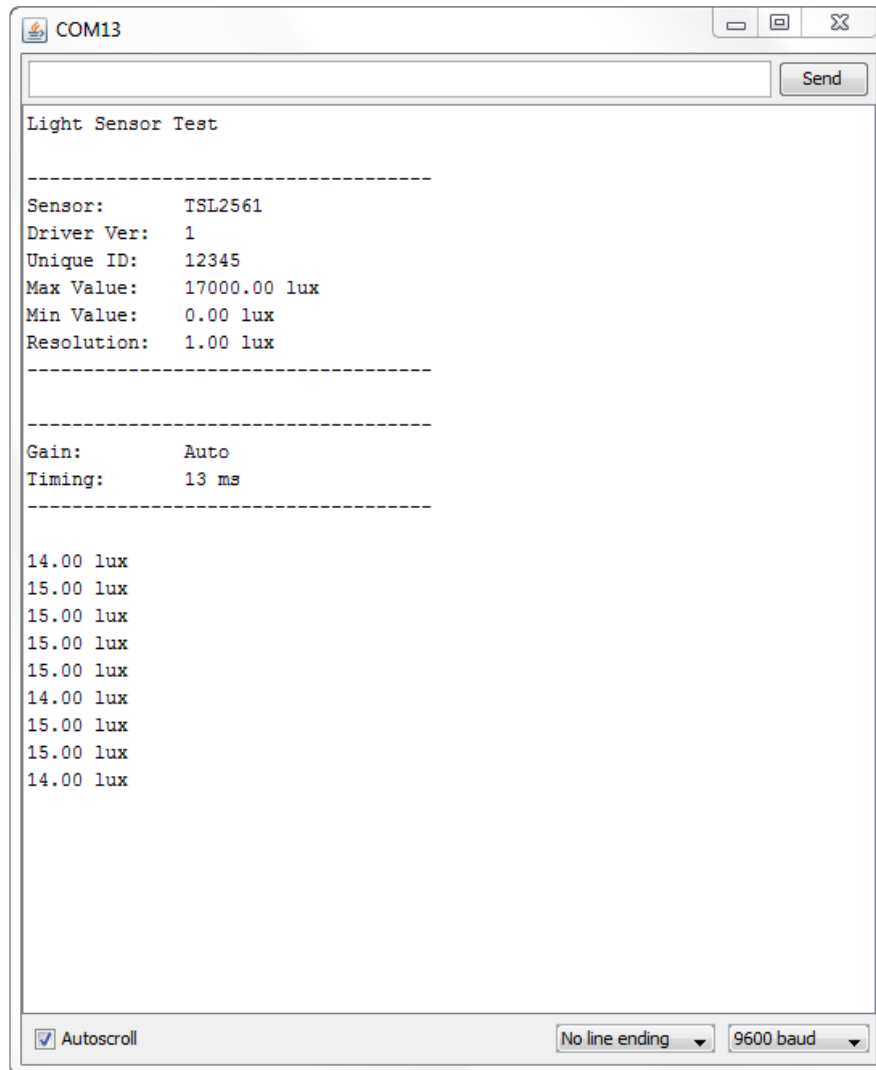 COM13
Send
Light Sensor Test
------------------------------------
Sensor:       TSL2561
Driver Ver:   1
Unique ID:    12345
Max Value:    17000.00 lux
Min Value:    0.00 lux
Resolution:   1.00 lux
------------------------------------
------------------------------------
Gain:         Auto
Timing:       13 ms
------------------------------------
14.00 lux
15.00 lux
15.00 lux
15.00 lux
15.00 lux
14.00 lux
15.00 lux
15.00 lux
14.00 lux
Autoscroll No line ending 9600 baud